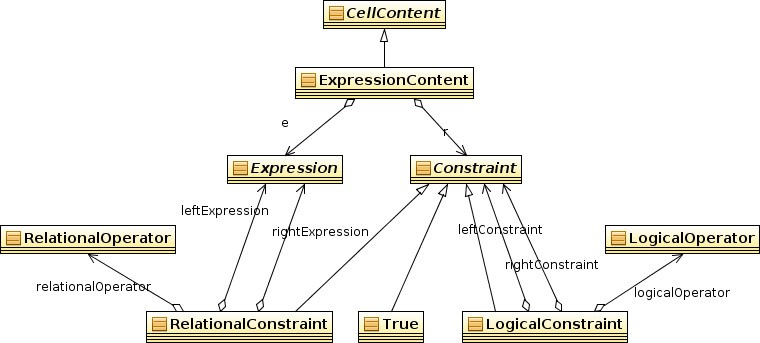 CellContent
ExpressionContent
e
r
Expression
Constraint
leftExpression
rightExpression
leftConstraint
rightConstraint
RelationalOperator
LogicalOperator
relationalOperator
logicalOperator
RelationalConstraint
True
LogicalConstraint